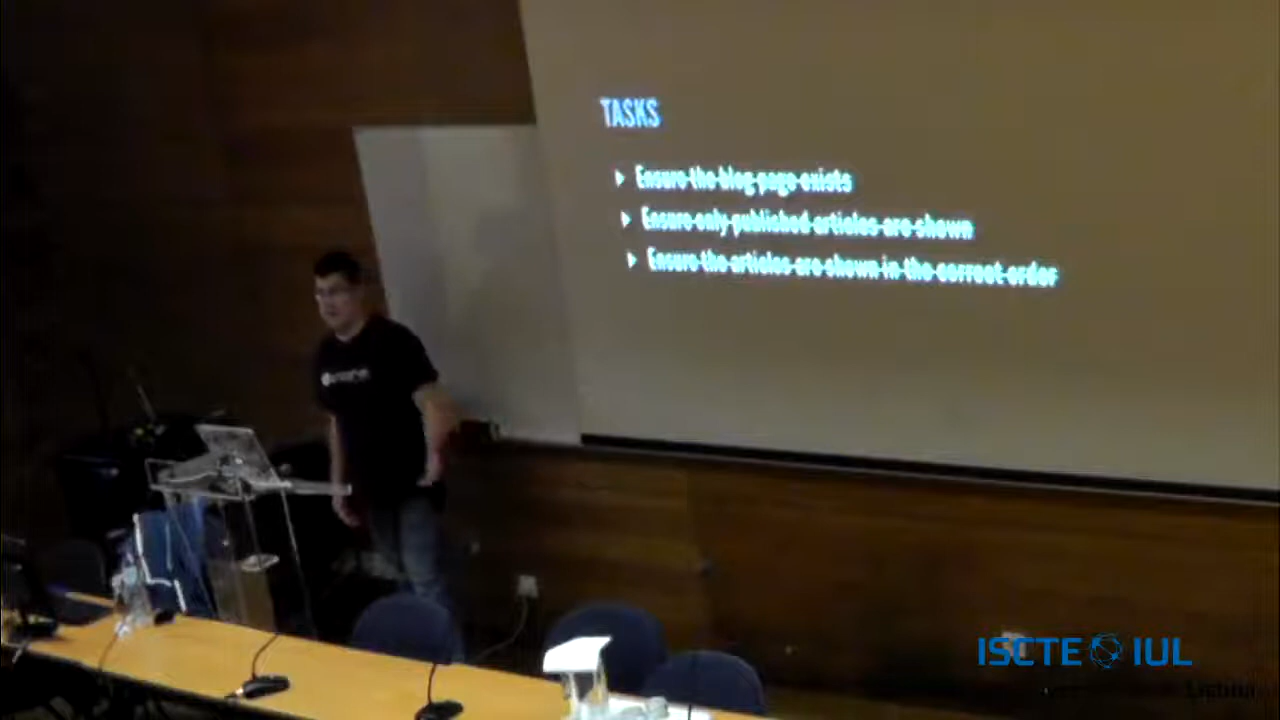 TASKS
Ensure the blog page exists
Ensure only published articles are shown
Ensure the articles are shown in the correct order
ISCTE IUL